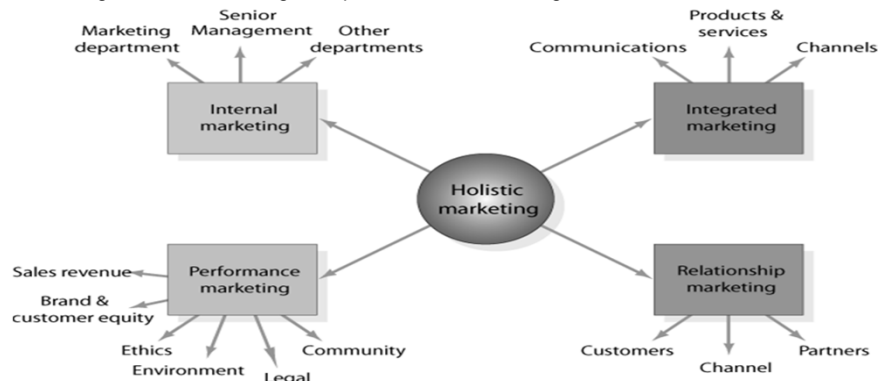 Senior
Management
Marketing
department
Other
departments
Products &
services
Communications
Channels
Internal
marketing
Integrated
marketing
Holistic
marketing
Performance
marketing
Relationship
marketing
Sales revenue
Brand &
customer equity
Ethics
Environment
Legal
Community
Customers
Channel
Partners